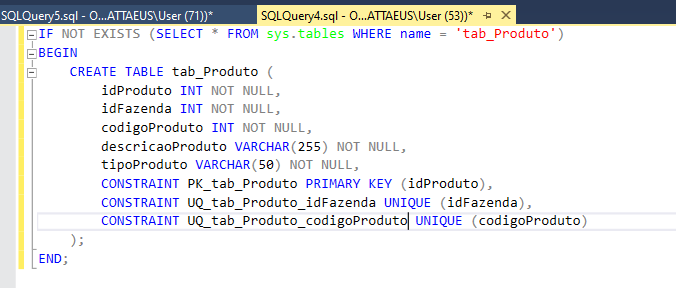 SQLQuery5.sql - O...ATTAEUS\User (71))* SQLQuery4.sql - O...ATTAEUS\User (53))*
IF NOT EXISTS (SELECT * FROM sys.tables WHERE name = 'tab_Produto')
BEGIN
CREATE TABLE tab_Produto (
idProduto INT NOT NULL,
idFazenda INT NOT NULL,
codigoProduto INT NOT NULL,
descricaoProduto VARCHAR(255) NOT NULL,
tipoProduto VARCHAR(50) NOT NULL,
CONSTRAINT PK_tab_Produto PRIMARY KEY (idProduto),
CONSTRAINT UQ_tab_Produto_idFazenda UNIQUE (idFazenda),
CONSTRAINT UQ_tab_Produto_codigoProduto UNIQUE (codigoProduto)
);
END;